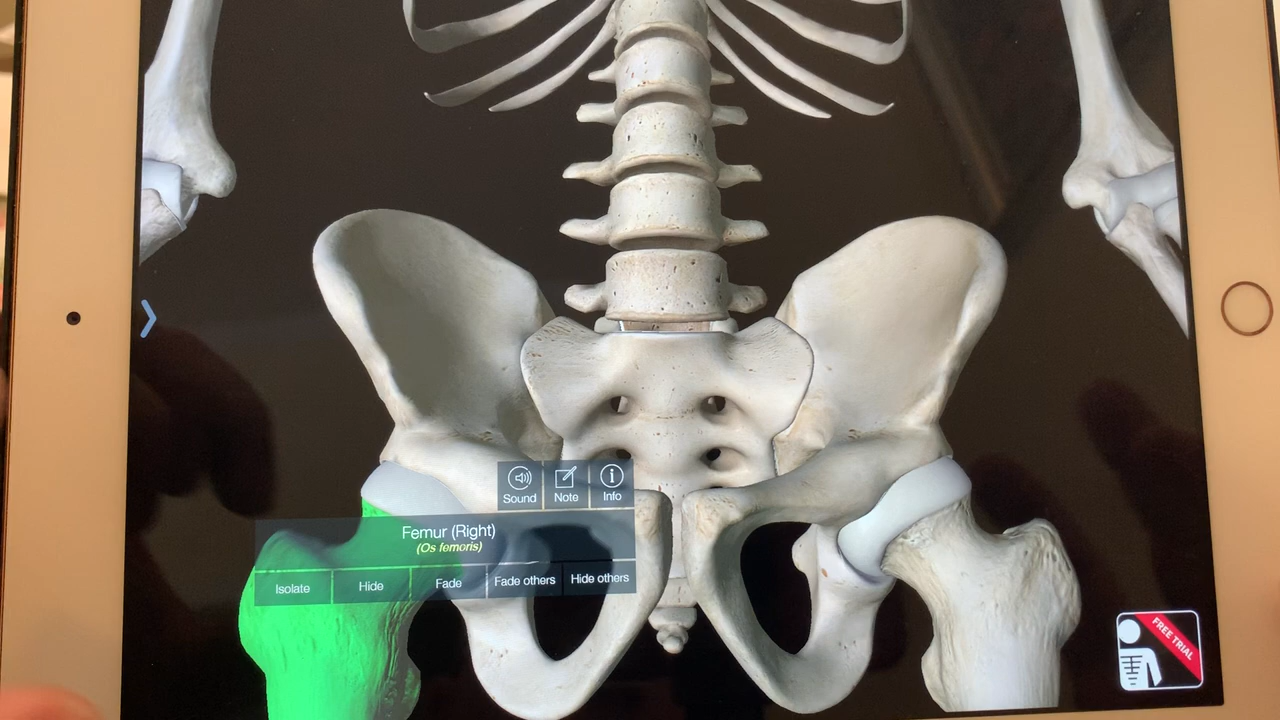 Sound
Note
Info
Femur (Right)
(Os femoris)
Isolate
Hide
Fade
Fade others
Hide others
FREE TRIAL